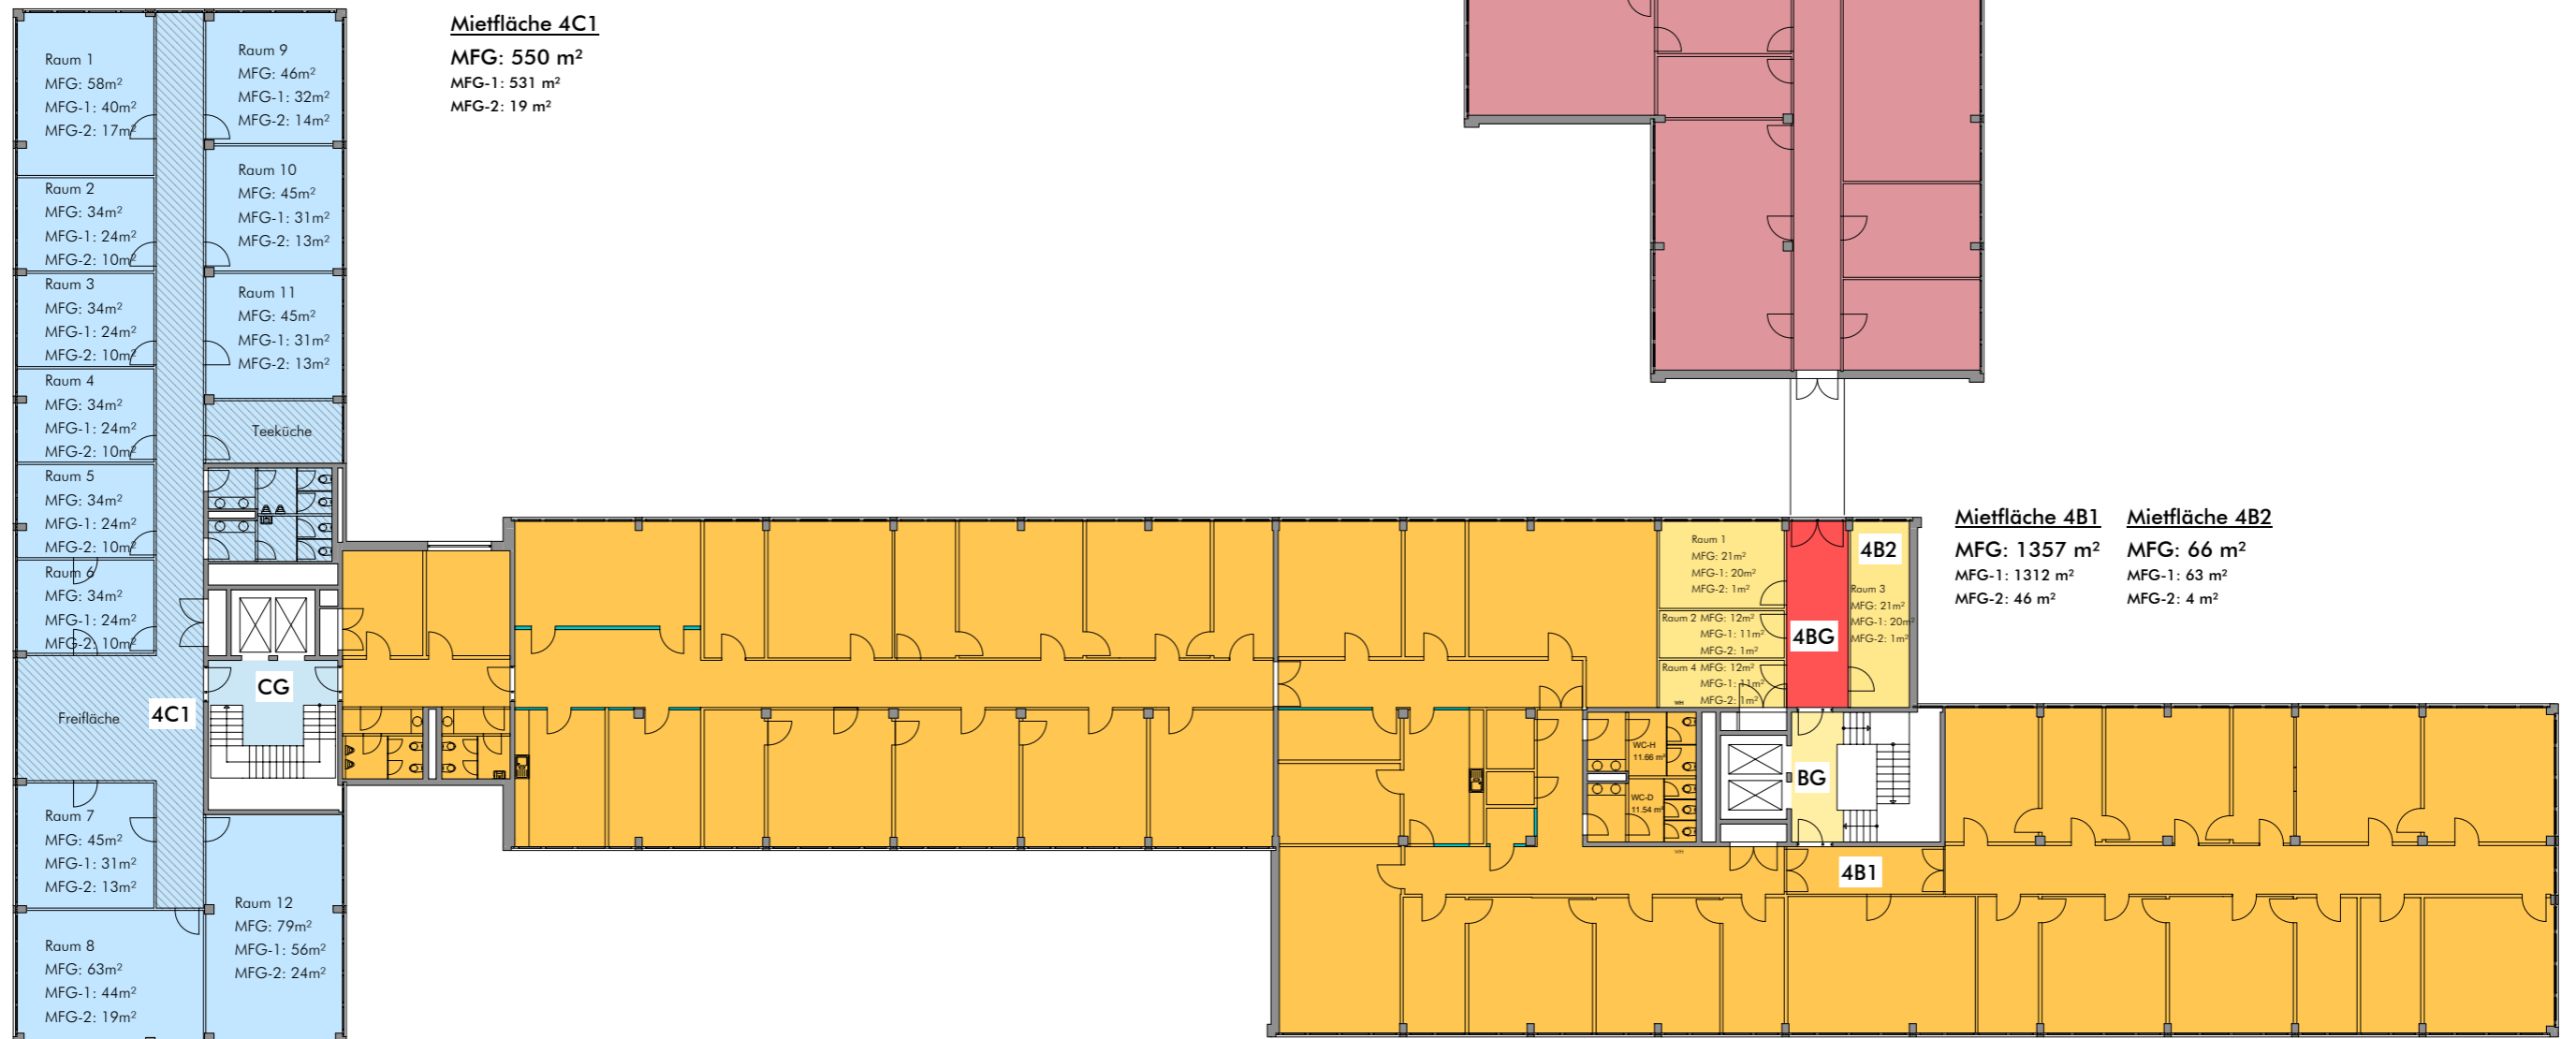 Mietfläche 4C1
MFG: 550 m²
MFG-1: 531 m²
MFG-2: 19 m²
Raum 1
MFG: 58m²
MFG-1: 40m²
MFG-2: 17m²
Raum 2
MFG: 34m²
MFG-1: 24m²
MFG-2: 10m²
Raum 3
MFG: 34m²
MFG-1: 24m²
MFG-2: 10m²
Raum 4
MFG: 34m²
MFG-1: 24m²
MFG-2: 10m²
Raum 5
MFG: 34m²
MFG-1: 24m²
MFG-2: 10m²
Raum 6
MFG: 34m²
MFG-1: 24m²
MFG-2: 10m²
Freifläche
4C1
Raum 7
MFG: 45m²
MFG-1: 31m²
MFG-2: 13m²
Raum 8
MFG: 63m²
MFG-1: 44m²
MFG-2: 19m²
Raum 9
MFG: 46m²
MFG-1: 32m²
MFG-2: 14m²
Raum 10
MFG: 45m²
MFG-1: 31m²
MFG-2: 13m²
Raum 11
MFG: 45m²
MFG-1: 31m²
MFG-2: 13m²
Teeküche
CG
Raum 12
MFG: 79m²
MFG-1: 56m²
MFG-2: 24m²
Raum 1
MFG: 21m²
MFG-1: 20m²
MFG-2: 1m²
Raum 2 MFG: 12m²
MFG-1: 11m²
MFG-2: 1m²
Raum 4 MFG: 12m²
MFG-1: 11m²
MFG-2: 1m²
4BG
4B2
Raum 3
MFG: 21m²
MFG-1: 20m²
MFG-2: 1m²
WC-H
11.66 m²
WC-D
11.54 m²
BG
4B1
Mietfläche 4B1
MFG: 1357 m²
MFG-1: 1312 m²
MFG-2: 46 m²
Mietfläche 4B2
MFG: 66 m²
MFG-1: 63 m²
MFG-2: 4 m²